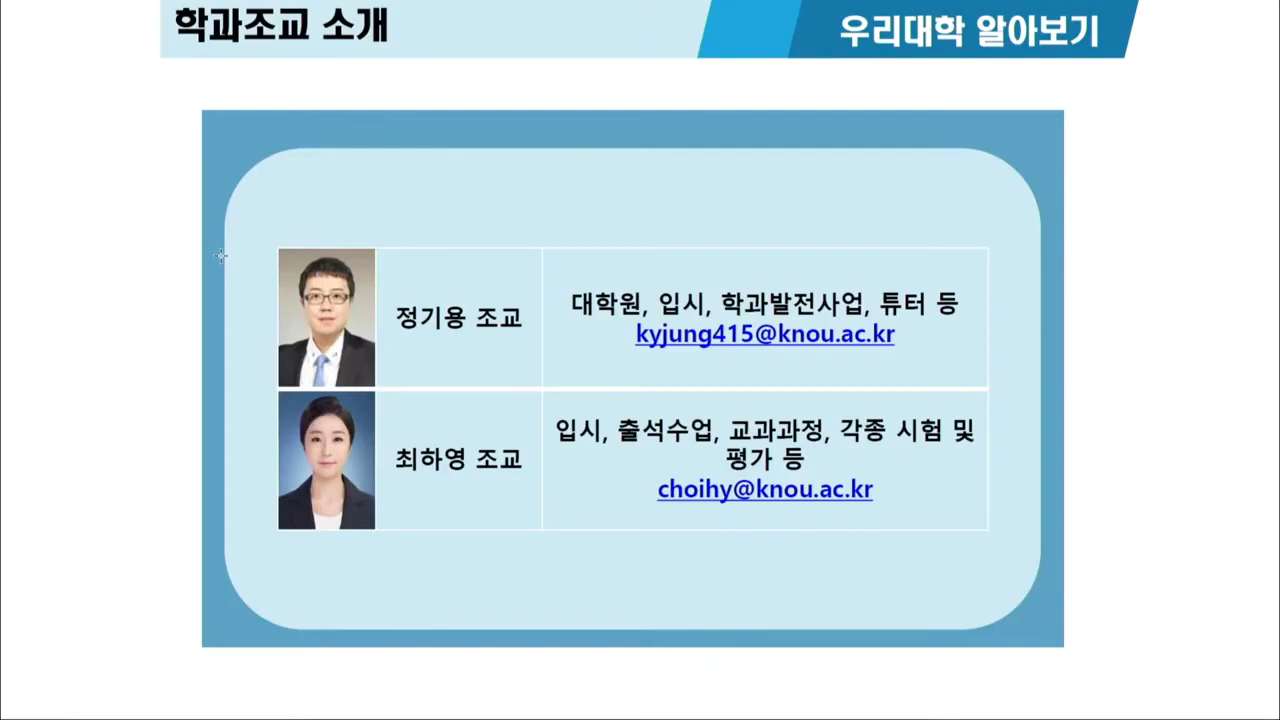 학과조교 소개
우리대학 알아보기
정기용 조교
대학원, 입시, 학과발전사업, 튜터 등
kyjung415@knou.ac.kr
최하영 조교
입시, 출석수업, 교과과정, 각종 시험 및
평가 등
choihy@knou.ac.kr